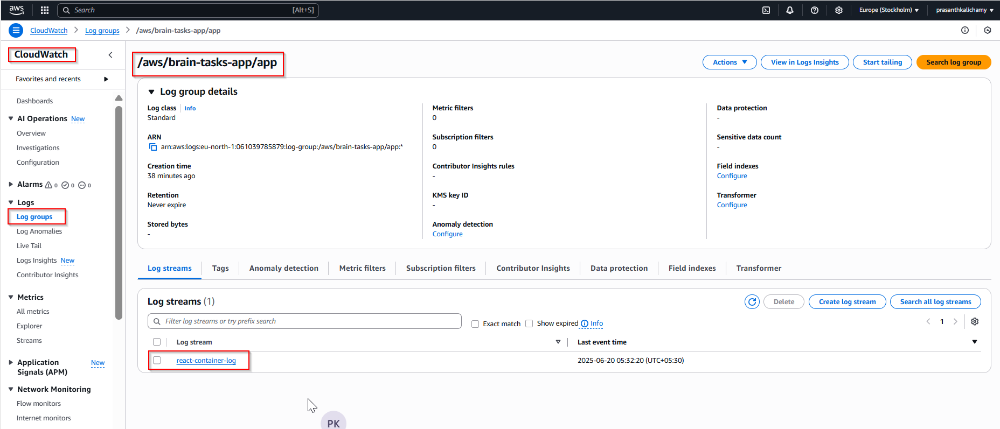 aws
Search [Alt+S]
Europe (Stockholm) ▼
prasanthkalichamy ▼
CloudWatch > Log groups > /aws/brain-tasks-app/app
CloudWatch
Favorites and recents
Dashboards
AI Operations New
Overview
Investigations
Configuration
Alarms 0 0 0
Logs
Log groups
Log Anomalies
Live Tail
Logs Insights New
Contributor Insights
Metrics
All metrics
Explorer
Streams
Application Signals (APM) New
Network Monitoring
Flow monitors
Internet monitors
/aws/brain-tasks-app/app
Actions ▼
View in Logs Insights
Start tailing
Search log group
Log group details
Log class Info
Standard
ARN
arn:aws:logs:eu-north-1:061039785879:log-group:/aws/brain-tasks-app/app:*
Creation time
38 minutes ago
Retention
Never expire
Stored bytes
-
Metric filters
0
Subscription filters
0
Contributor Insights rules
-
KMS key ID
-
Anomaly detection
Configure
Data protection
-
Sensitive data count
-
Field indexes
Configure
Transformer
Configure
Log streams
Tags
Anomaly detection
Metric filters
Subscription filters
Contributor Insights
Data protection
Field indexes
Transformer
Log streams (1)
Delete
Create log stream
Search all log streams
Filter log streams or try prefix search
Exact match
Show expired Info
< 1 >
Log stream
Last event time
react-container-log
2025-06-20 05:32:20 (UTC+05:30)
PK